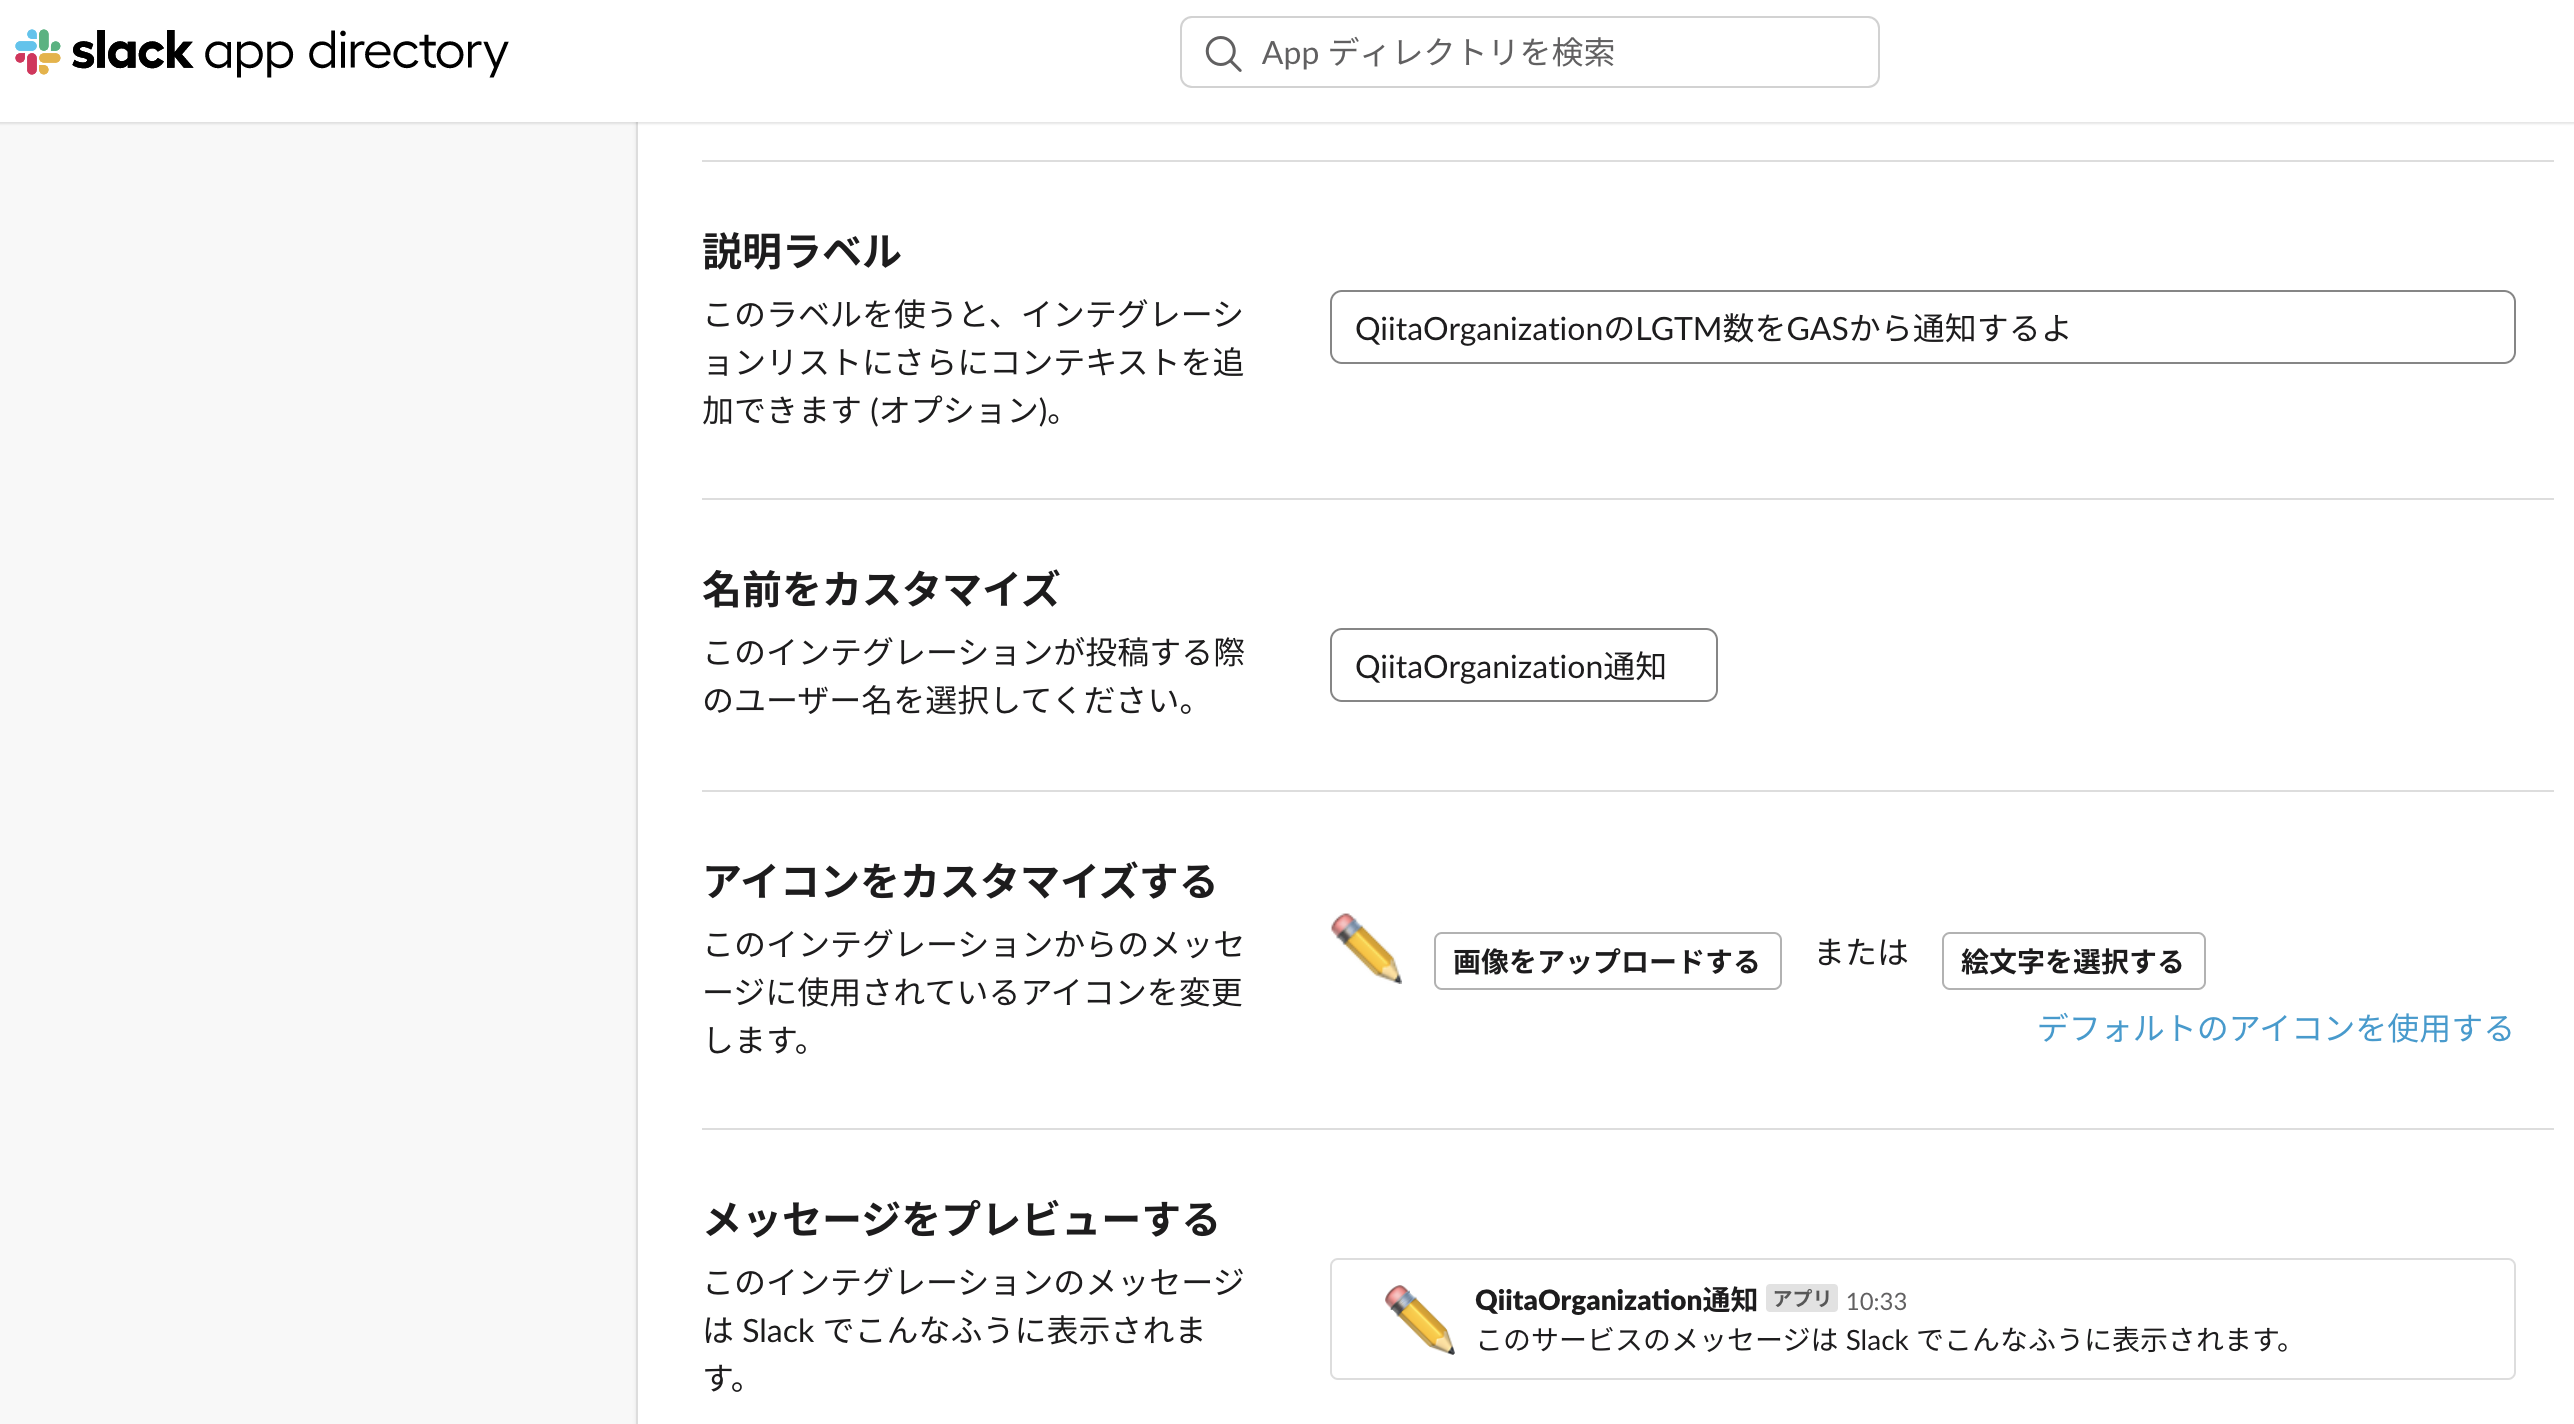 slack app directory
App ディレクトリを検索
説明ラベル
このラベルを使うと、インテグレーシ
ョンリストにさらにコンテキストを追
加できます (オプション)。
QiitaOrganizationのLGTM数をGASから通知するよ
名前をカスタマイズ
このインテグレーションが投稿する際
のユーザー名を選択してください。
QiitaOrganization通知
アイコンをカスタマイズする
このインテグレーションからのメッセ
ージに使用されているアイコンを変更
します。
画像をアップロードする または 絵文字を選択する
デフォルトのアイコンを使用する
メッセージをプレビューする
このインテグレーションのメッセージ
は Slack でこんなふうに表示されま
す。
QiitaOrganization通知 アプリ 10:33
このサービスのメッセージは Slack でこんなふうに表示されます。